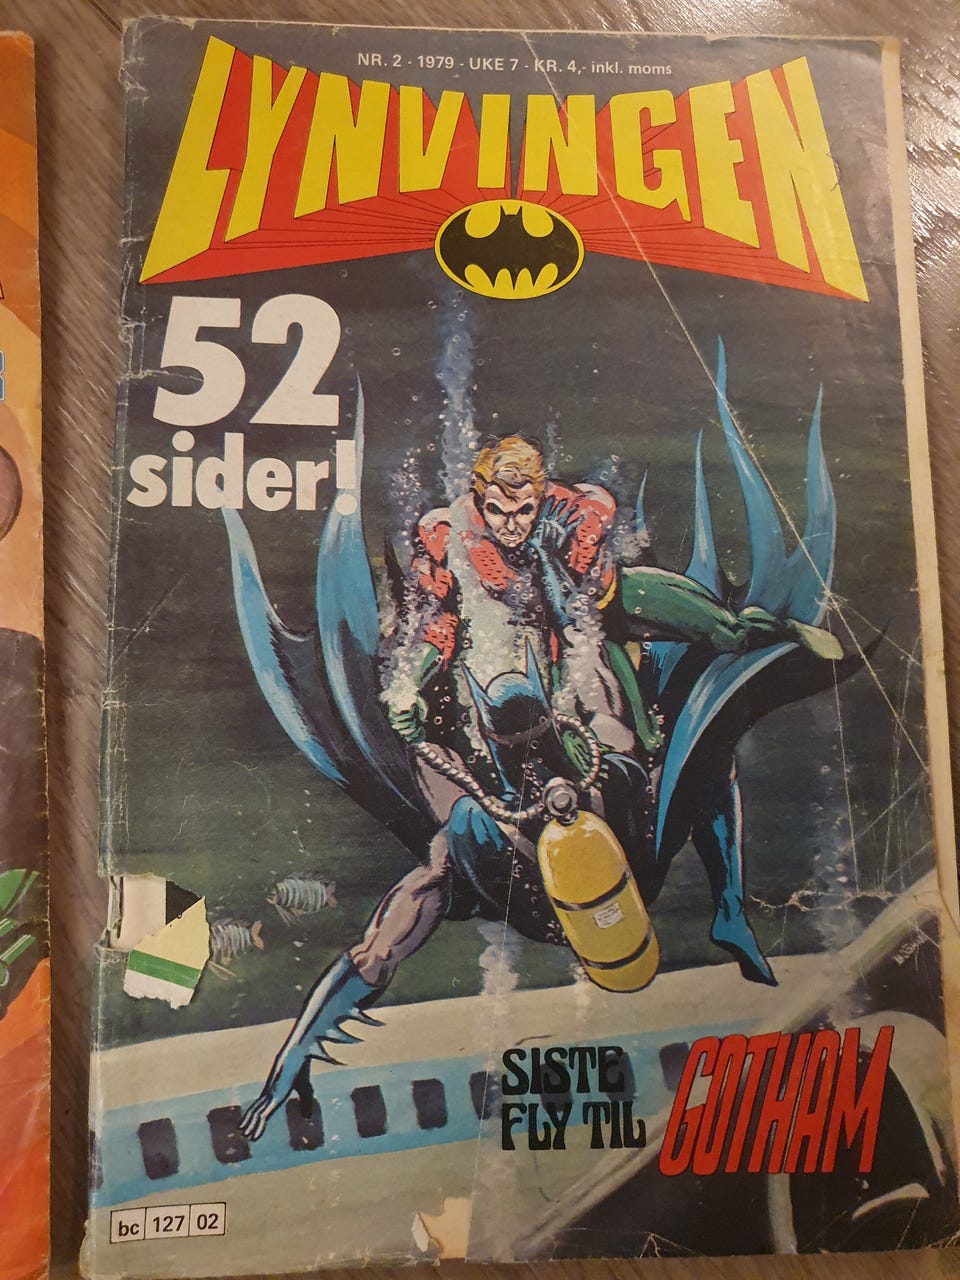 NR. 2 - 1979 - UKE 7 - KR. 4,- inkl. moms
LYNVINGEN
52
sider!
SISTE
FLY TIL
GOTHAM
bc 127 02